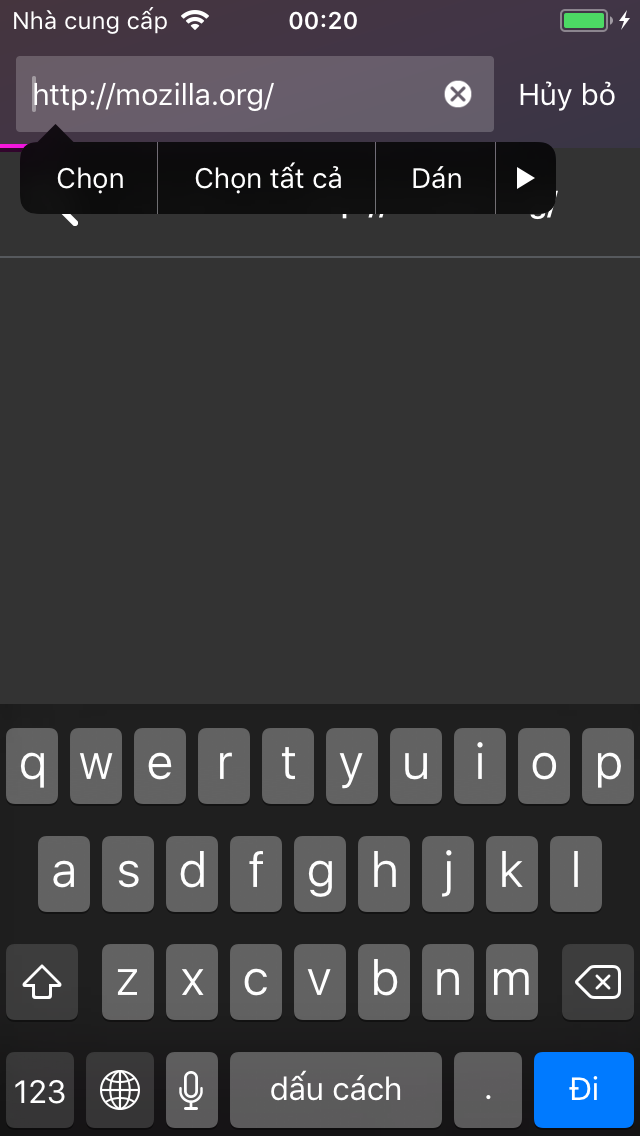 Nhà cung cấp 00:20
http://mozilla.org/ Hủy bỏ
Chọn Chọn tất cả Dán
q w e r t y u i o p
a s d f g h j k l
z x c v b n m
123 dấu cách . Đi